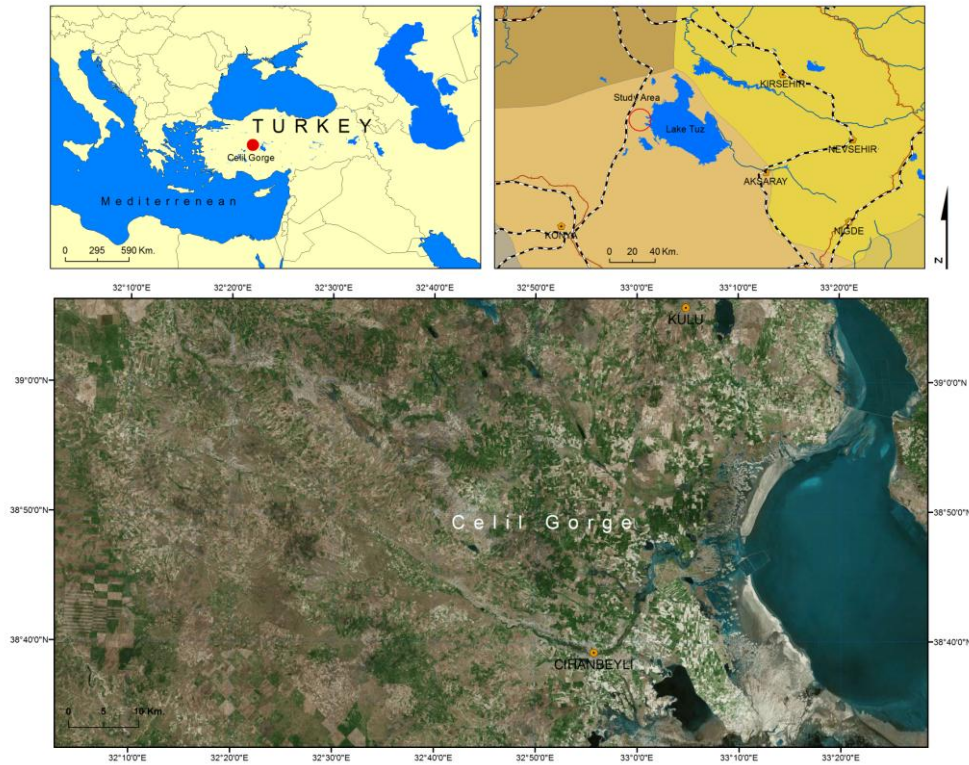 TURKEY
Celil Gorge
Mediterranean
0 295 590 Km.
KIRSEHIR
Study Area
Lake Tuz
NEVSEHIR
AKSARAY
NIGDE
KONYA
0 20 40 Km.
N
32°10'0"E 32°20'0"E 32°30'0"E 32°40'0"E 32°50'0"E 33°0'0"E 33°10'0"E 33°20'0"E
KULU
39°0'0"N 39°0'0"N
38°50'0"N 38°50'0"N
Celil Gorge
38°40'0"N 38°40'0"N
CIHANBEYLI
0 5 10 Km.
32°10'0"E 32°20'0"E 32°30'0"E 32°40'0"E 32°50'0"E 33°0'0"E 33°10'0"E 33°20'0"E